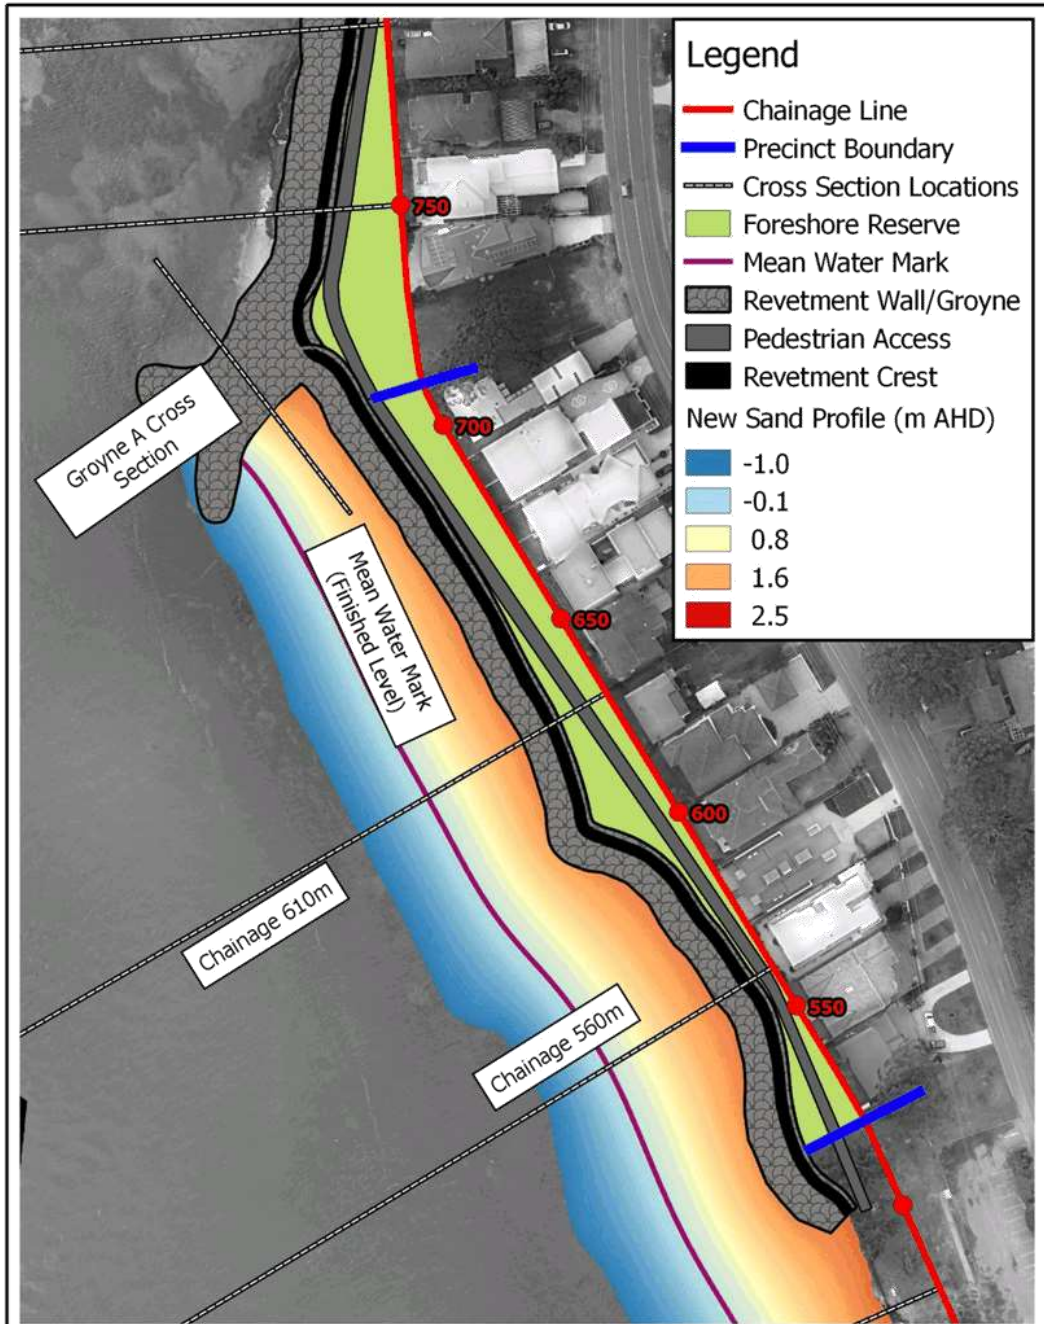 Legend
Chainage Line
Precinct Boundary
Cross Section Locations
Foreshore Reserve
Mean Water Mark
Revetment Wall/Groyne
Pedestrian Access
Revetment Crest
New Sand Profile (m AHD)
-1.0
-0.1
0.8
1.6
2.5
750
Groyne A Cross
Section
700
Mean Water Mark
(Finished Level)
650
600
Chainage 610m
550
Chainage 560m